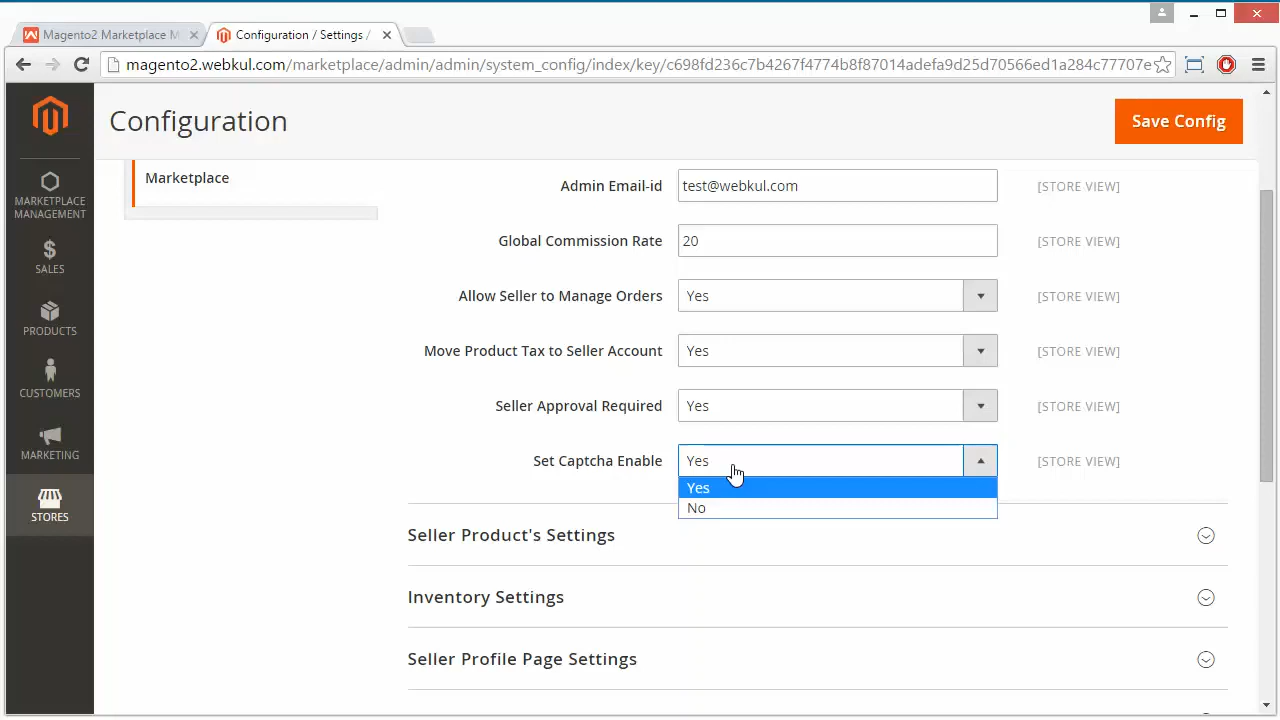 Magento2 Marketplace M
Configuration / Settings /
magento2.webkul.com/marketplace/admin/admin/system_config/index/key/c698fd236c7b4267f4774b8f87014adefa9d25d70566ed1a284c77707e
Configuration
Save Config
MARKETPLACE
MANAGEMENT
SALES
PRODUCTS
CUSTOMERS
MARKETING
STORES
Marketplace
Admin Email-id test@webkul.com [STORE VIEW]
Global Commission Rate 20 [STORE VIEW]
Allow Seller to Manage Orders Yes [STORE VIEW]
Move Product Tax to Seller Account Yes [STORE VIEW]
Seller Approval Required Yes [STORE VIEW]
Set Captcha Enable Yes [STORE VIEW]
Yes
No
Seller Product's Settings
Inventory Settings
Seller Profile Page Settings